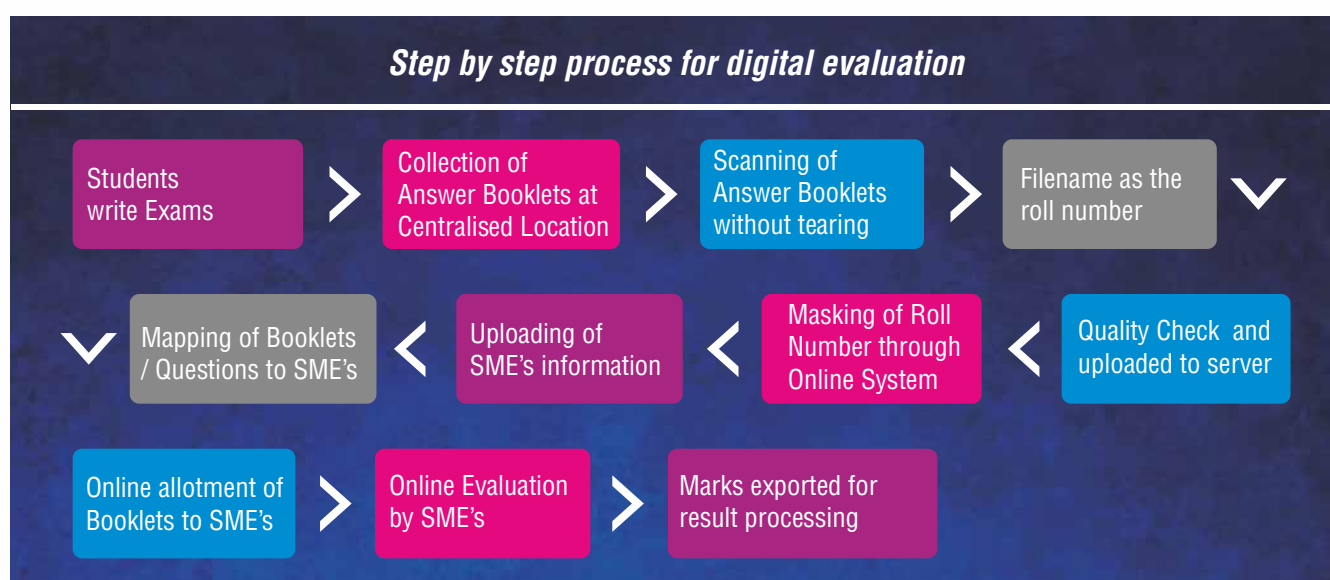 Step by step process for digital evaluation
Students
write Exams
Collection of
Answer Booklets at
Centralised Location
Scanning of
Answer Booklets
without tearing
Filename as the
roll number
Quality Check and
uploaded to server
Masking of Roll
Number through
Online System
Uploading of
SME's information
Mapping of Booklets
/ Questions to SME's
Online allotment of
Booklets to SME's
Online Evaluation
by SME's
Marks exported for
result processing